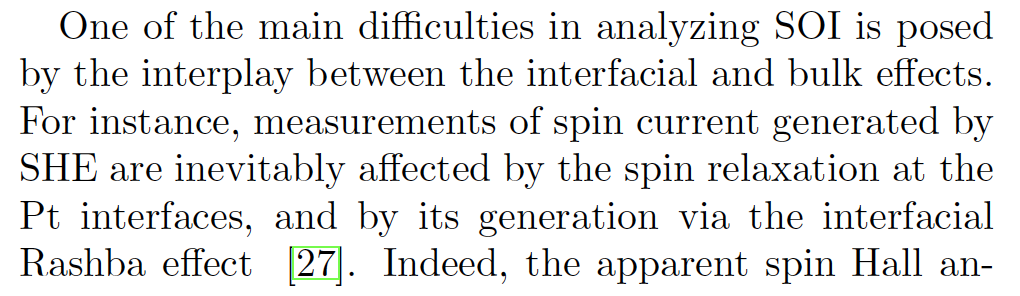 One of the main difficulties in analyzing SOI is posed
by the interplay between the interfacial and bulk effects.
For instance, measurements of spin current generated by
SHE are inevitably affected by the spin relaxation at the
Pt interfaces, and by its generation via the interfacial
Rashba effect [27]. Indeed, the apparent spin Hall an-